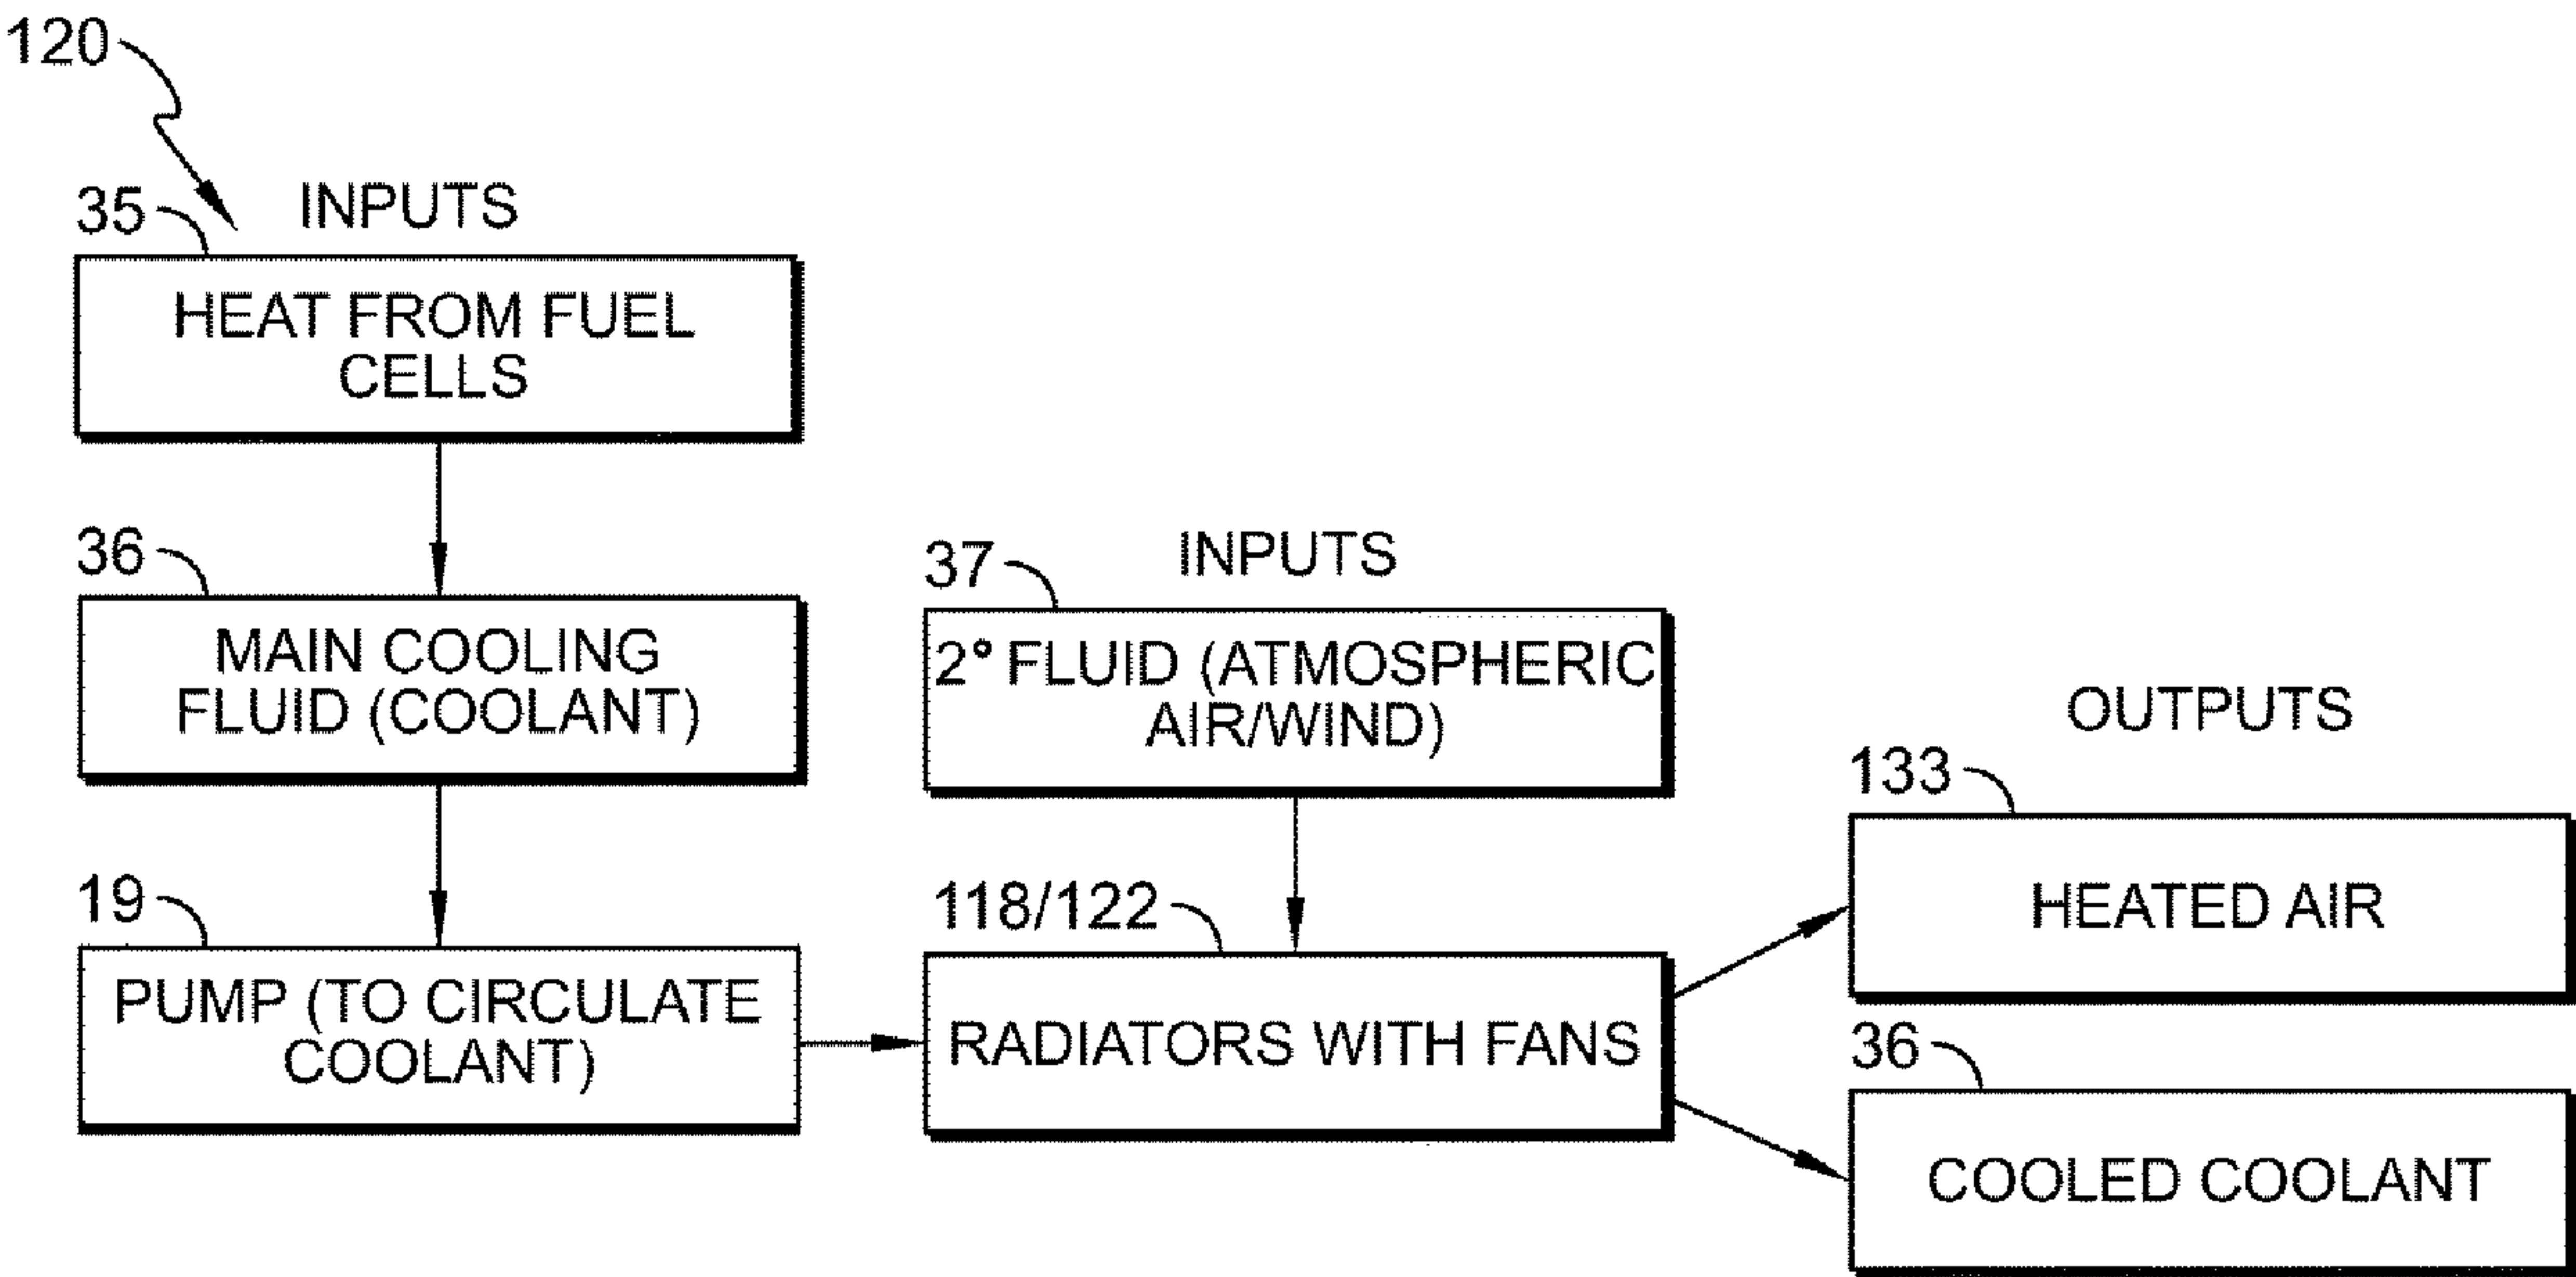 120
INPUTS
35
HEAT FROM FUEL
CELLS
36
MAIN COOLING
FLUID (COOLANT)
19
PUMP (TO CIRCULATE
COOLANT)
INPUTS
37
2° FLUID (ATMOSPHERIC
AIR/WIND)
118/122
RADIATORS WITH FANS
OUTPUTS
133
HEATED AIR
36
COOLED COOLANT